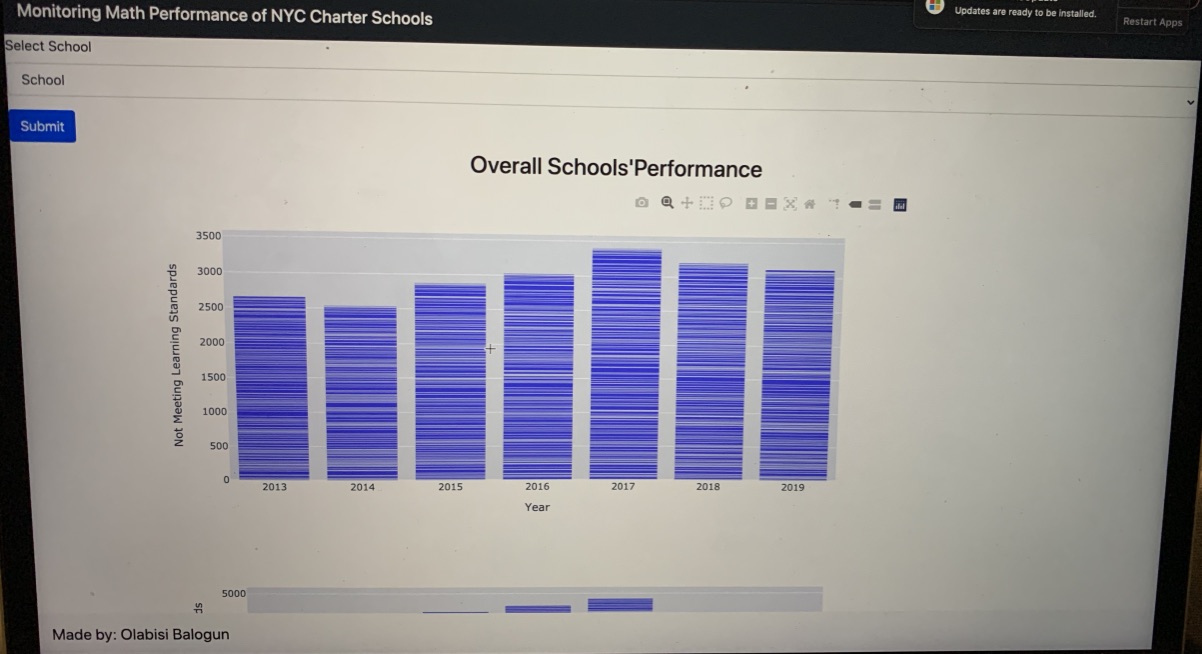 Monitoring Math Performance of NYC Charter Schools
Updates are ready to be installed.
Restart Apps
Select School
School
Submit
Overall Schools'Performance
3500
3000
2500
2000
1500
1000
500
0
Not Meeting Learning Standards
2013 2014 2015 2016 2017 2018 2019
Year
5000
ds
Made by: Olabisi Balogun